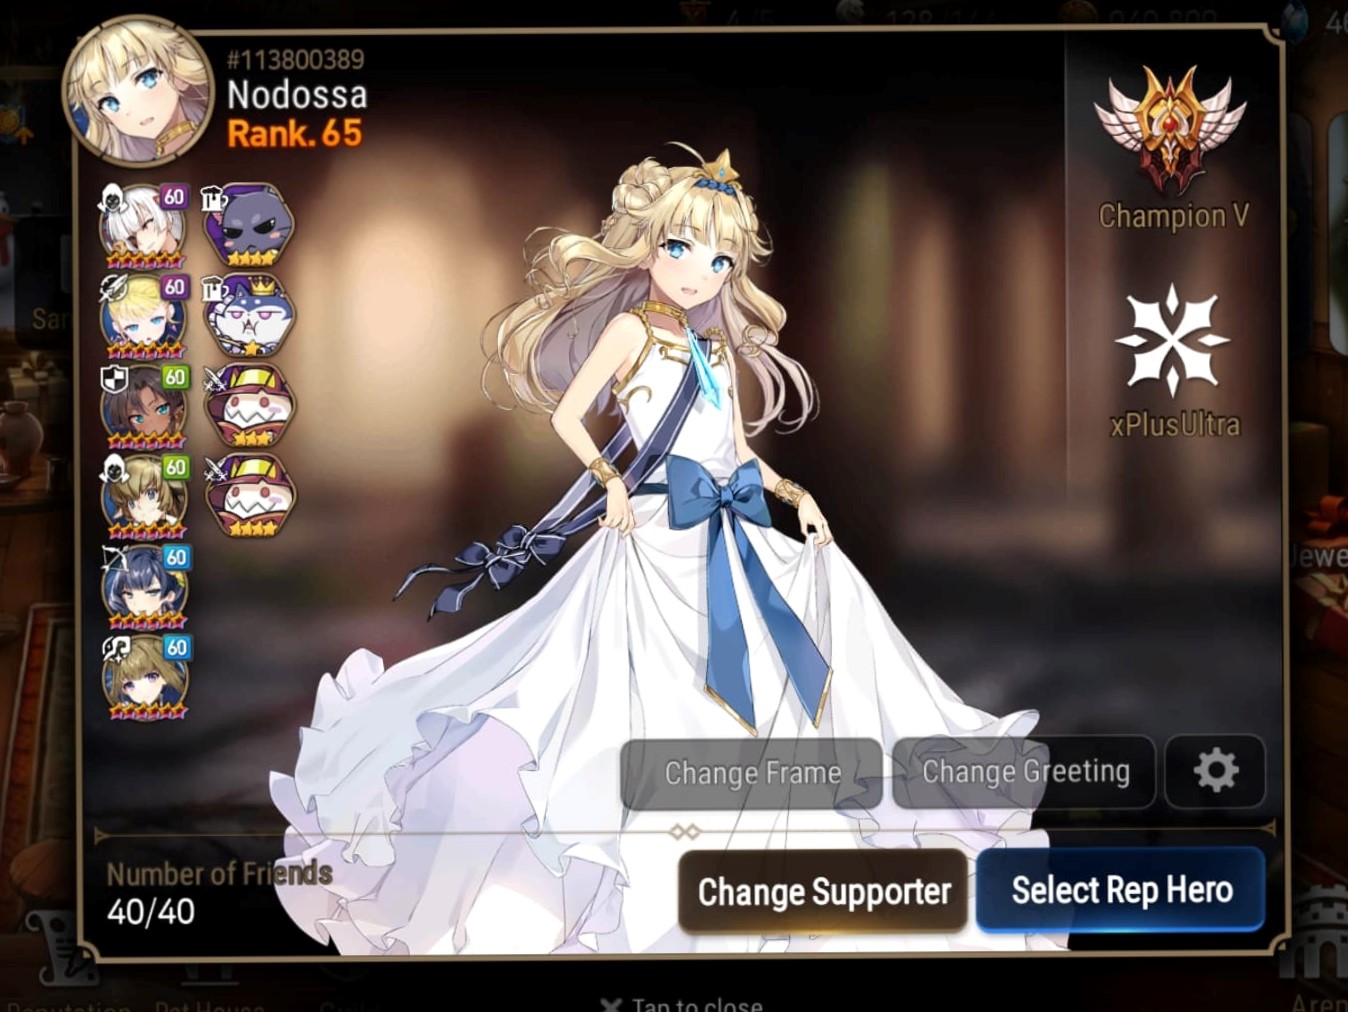 #113800389
Nodossa
Rank.65
60
60
60
60
60
60
Champion V
xPlusUltra
Change Frame
Change Greeting
Number of Friends
40/40
Change Supporter
Select Rep Hero
Tap to close